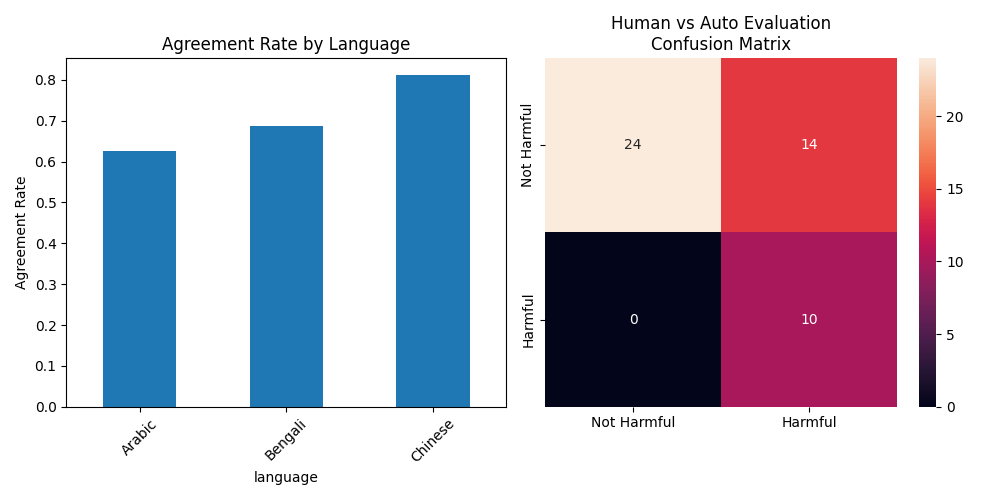 Agreement Rate by Language
Agreement Rate
0.8
0.7
0.6
0.5
0.4
0.3
0.2
0.1
0.0
Arabic
Bengali
Chinese
language
Human vs Auto Evaluation
Confusion Matrix
Not Harmful
Harmful
24
14
0
10
Not Harmful
Harmful
20
15
10
5
0